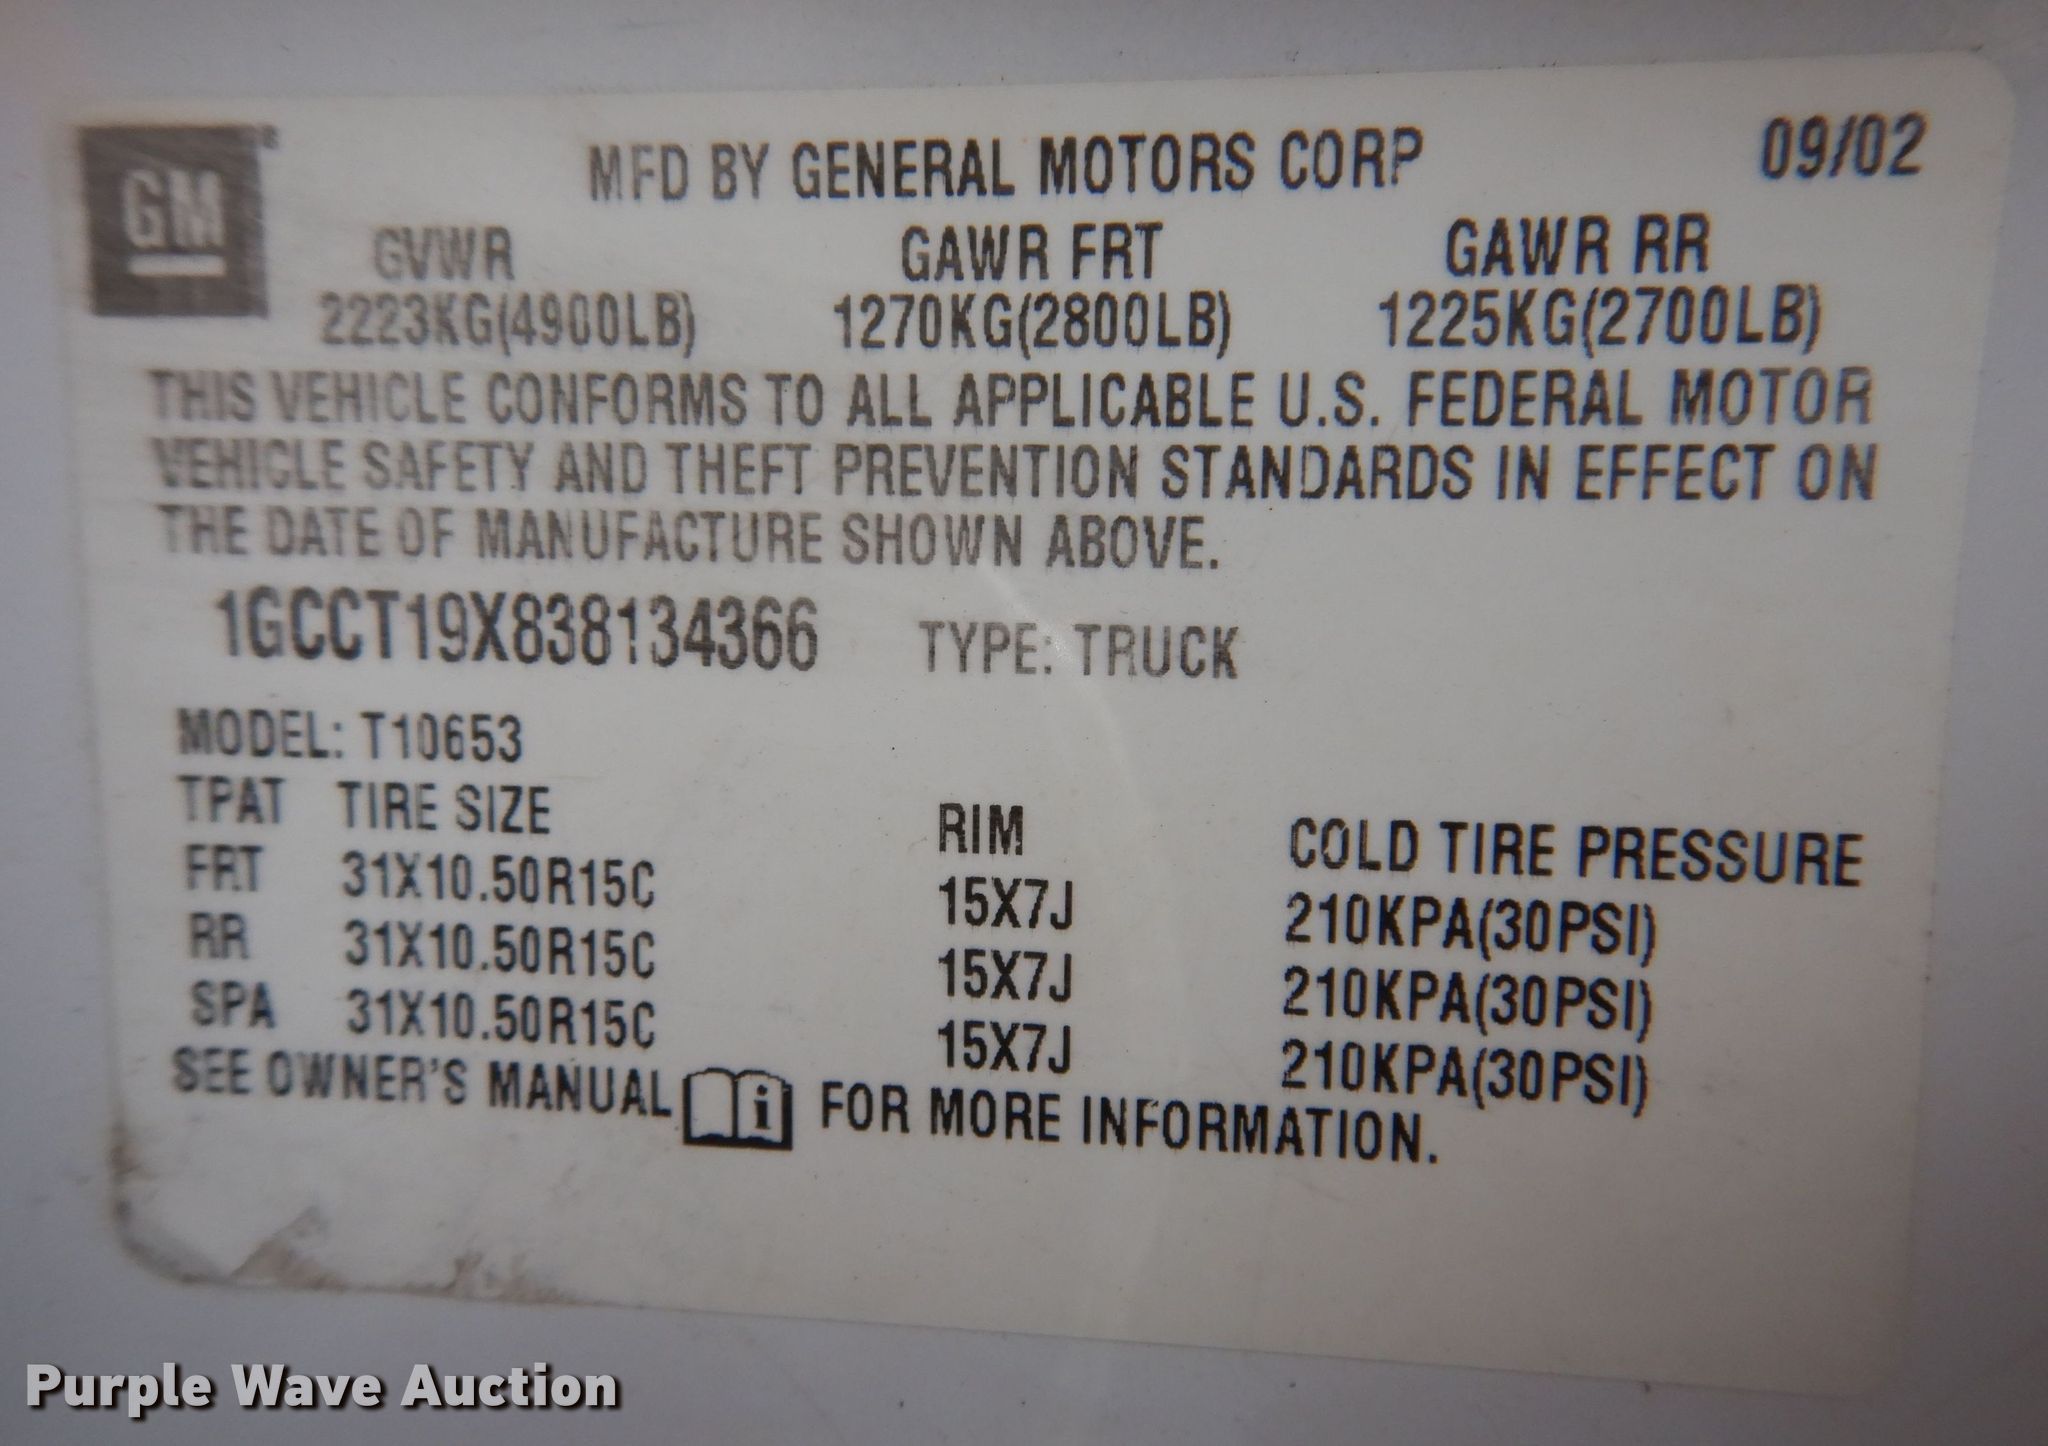 GM®
MFD BY GENERAL MOTORS CORP 09/02
GVWR GAWR FRT GAWR RR
2223KG(4900LB) 1270KG(2800LB) 1225KG(2700LB)
THIS VEHICLE CONFORMS TO ALL APPLICABLE U.S. FEDERAL MOTOR
VEHICLE SAFETY AND THEFT PREVENTION STANDARDS IN EFFECT ON
THE DATE OF MANUFACTURE SHOWN ABOVE.
1GCCT19X838134366 TYPE: TRUCK
MODEL: T10653
TPAT TIRE SIZE RIM COLD TIRE PRESSURE
FRT 31X10.50R15C 15X7J 210KPA(30PSI)
RR 31X10.50R15C 15X7J 210KPA(30PSI)
SPA 31X10.50R15C 15X7J 210KPA(30PSI)
SEE OWNER'S MANUAL i FOR MORE INFORMATION.
Purple Wave Auction